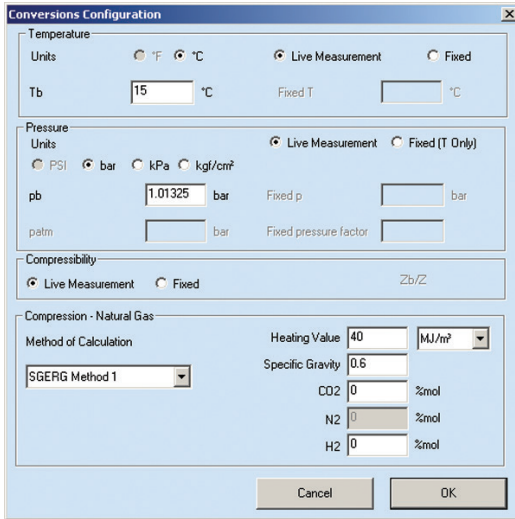 Conversions Configuration
Temperature
Units °F °C Live Measurement Fixed
Tb 15 °C Fixed T °C
Pressure
Units Live Measurement Fixed (T Only)
PSI bar kPa kgf/cm²
pb 1.01325 bar Fixed p bar
patm bar Fixed pressure factor
Compressibility
Live Measurement Fixed Zb/Z
Compression - Natural Gas
Method of Calculation Heating Value 40 MJ/m³
SGERG Method 1 Specific Gravity 0.6
CO2 0 %mol
N2 0 %mol
H2 0 %mol
Cancel OK